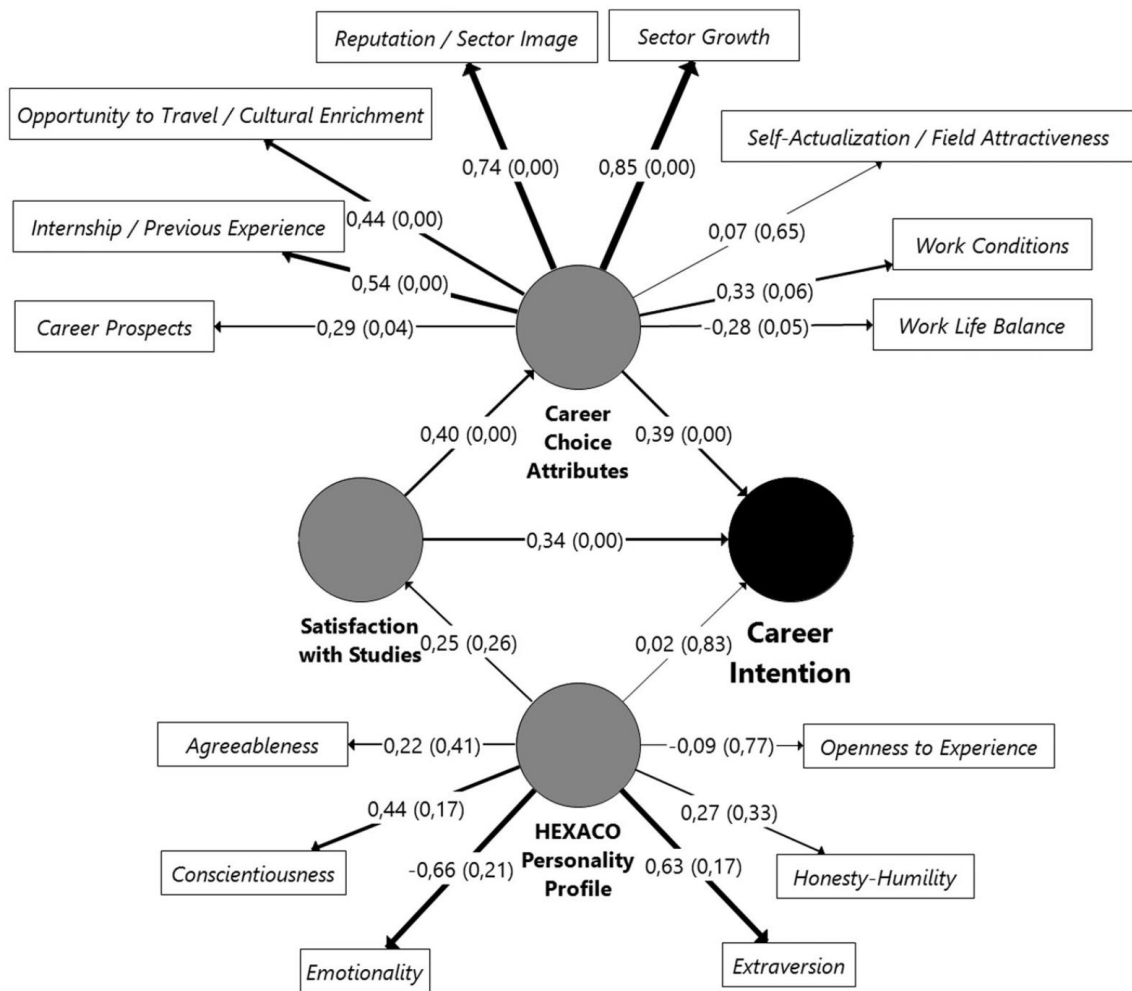 Reputation / Sector Image
Sector Growth
Opportunity to Travel / Cultural Enrichment
Self-Actualization / Field Attractiveness
0,74 (0,00)
0,85 (0,00)
0,44 (0,00)
Internship / Previous Experience
0,07 (0,65)
Work Conditions
0,54 (0,00)
0,33 (0,06)
Career Prospects
0,29 (0,04)
-0,28 (0,05)
Work Life Balance
Career
Choice
Attributes
0,40 (0,00)
0,39 (0,00)
0,34 (0,00)
Satisfaction
with Studies
Career
Intention
0,25 (0,26)
0,02 (0,83)
Agreeableness
0,22 (0,41)
-0,09 (0,77)
Openness to Experience
0,44 (0,17)
0,27 (0,33)
HEXACO
Personality
Profile
Conscientiousness
-0,66 (0,21)
0,63 (0,17)
Honesty-Humility
Emotionality
Extraversion